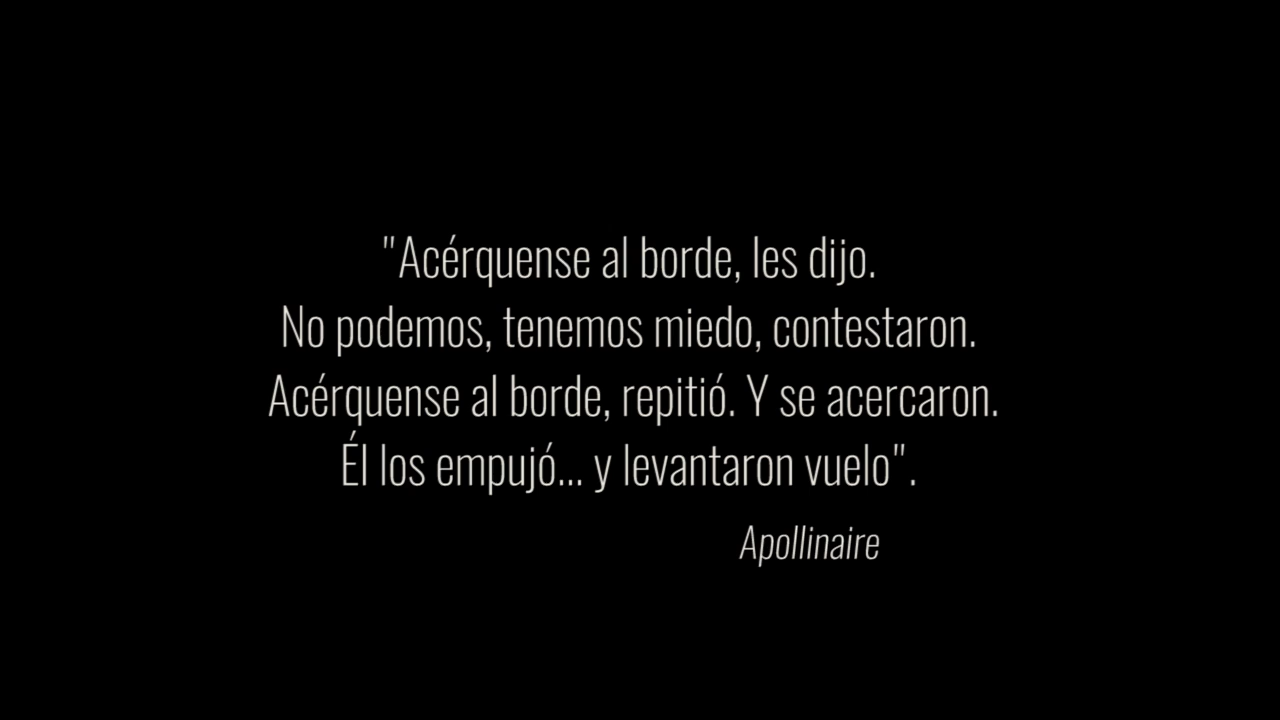 "Acérquense al borde, les dijo.
No podemos, tenemos miedo, contestaron.
Acérquense al borde, repitió. Y se acercaron.
Él los empujó... y levantaron vuelo".
Apollinaire